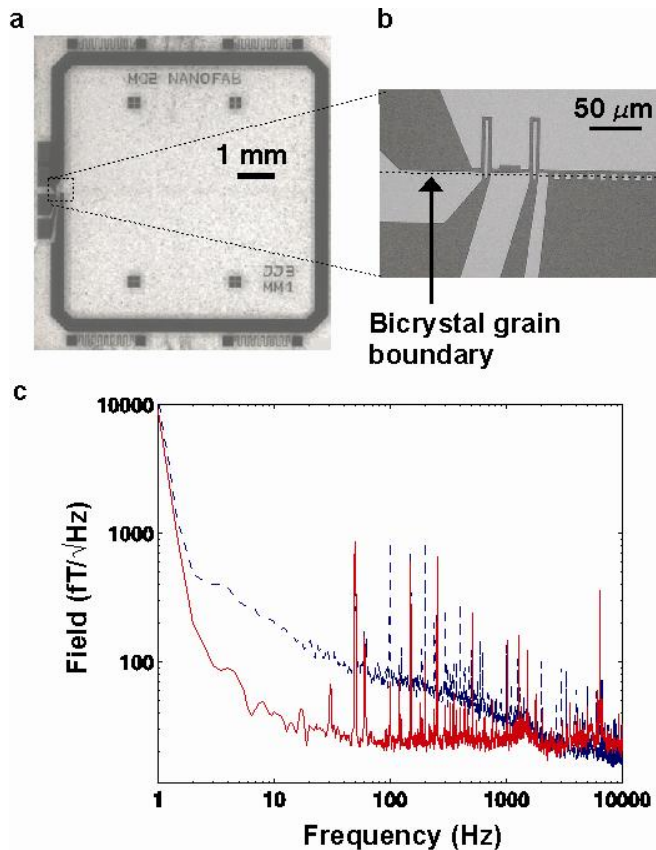 a
MC2 NANOFAB
1 mm
JJ3
MM1
b
50 μm
Bicrystal grain
boundary
c
Field (fT/√Hz)
10000
1000
100
1
10
100
1000
10000
Frequency (Hz)